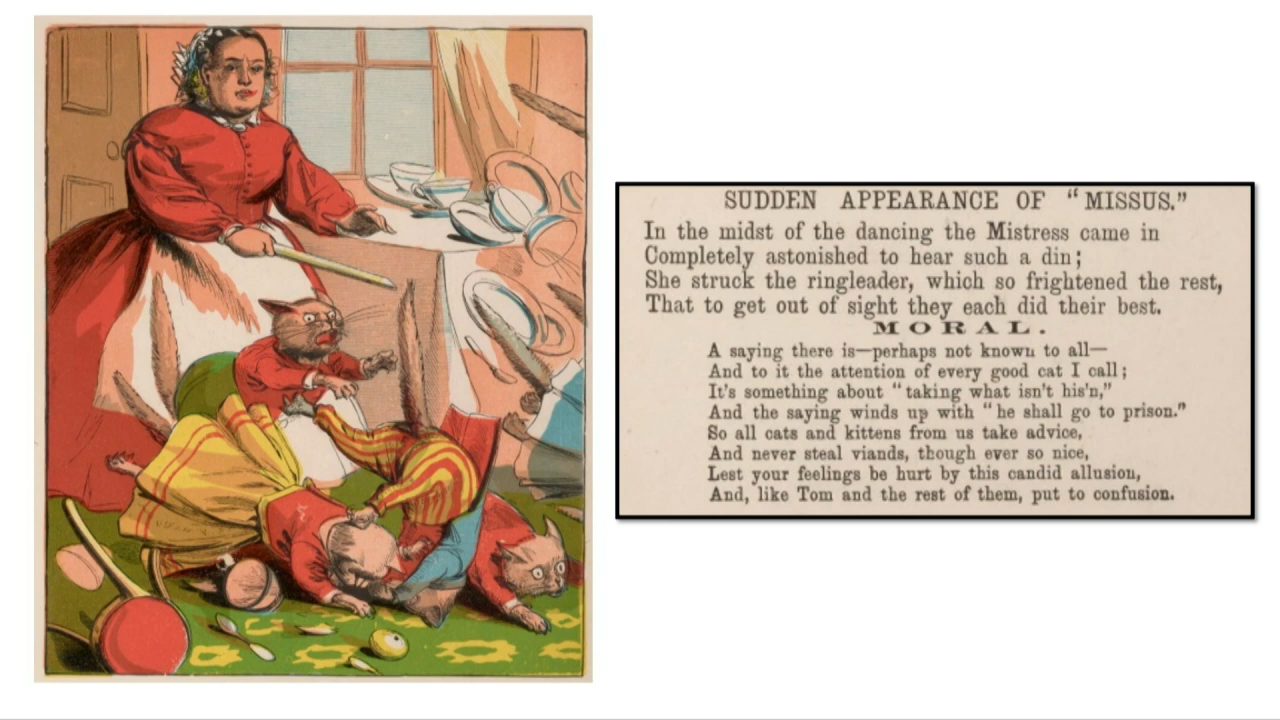 SUDDEN APPEARANCE OF “MISSUS.”
In the midst of the dancing the Mistress came in
Completely astonished to hear such a din;
She struck the ringleader, which so frightened the rest,
That to get out of sight they each did their best.
MORAL.
A saying there is—perhaps not known to all—
And to it the attention of every good cat I call;
It's something about “taking what isn't his'n,”
And the saying winds up with “he shall go to prison.”
So all cats and kittens from us take advice,
And never steal viands, though ever so nice,
Lest your feelings be hurt by this candid allusion,
And, like Tom and the rest of them, put to confusion.